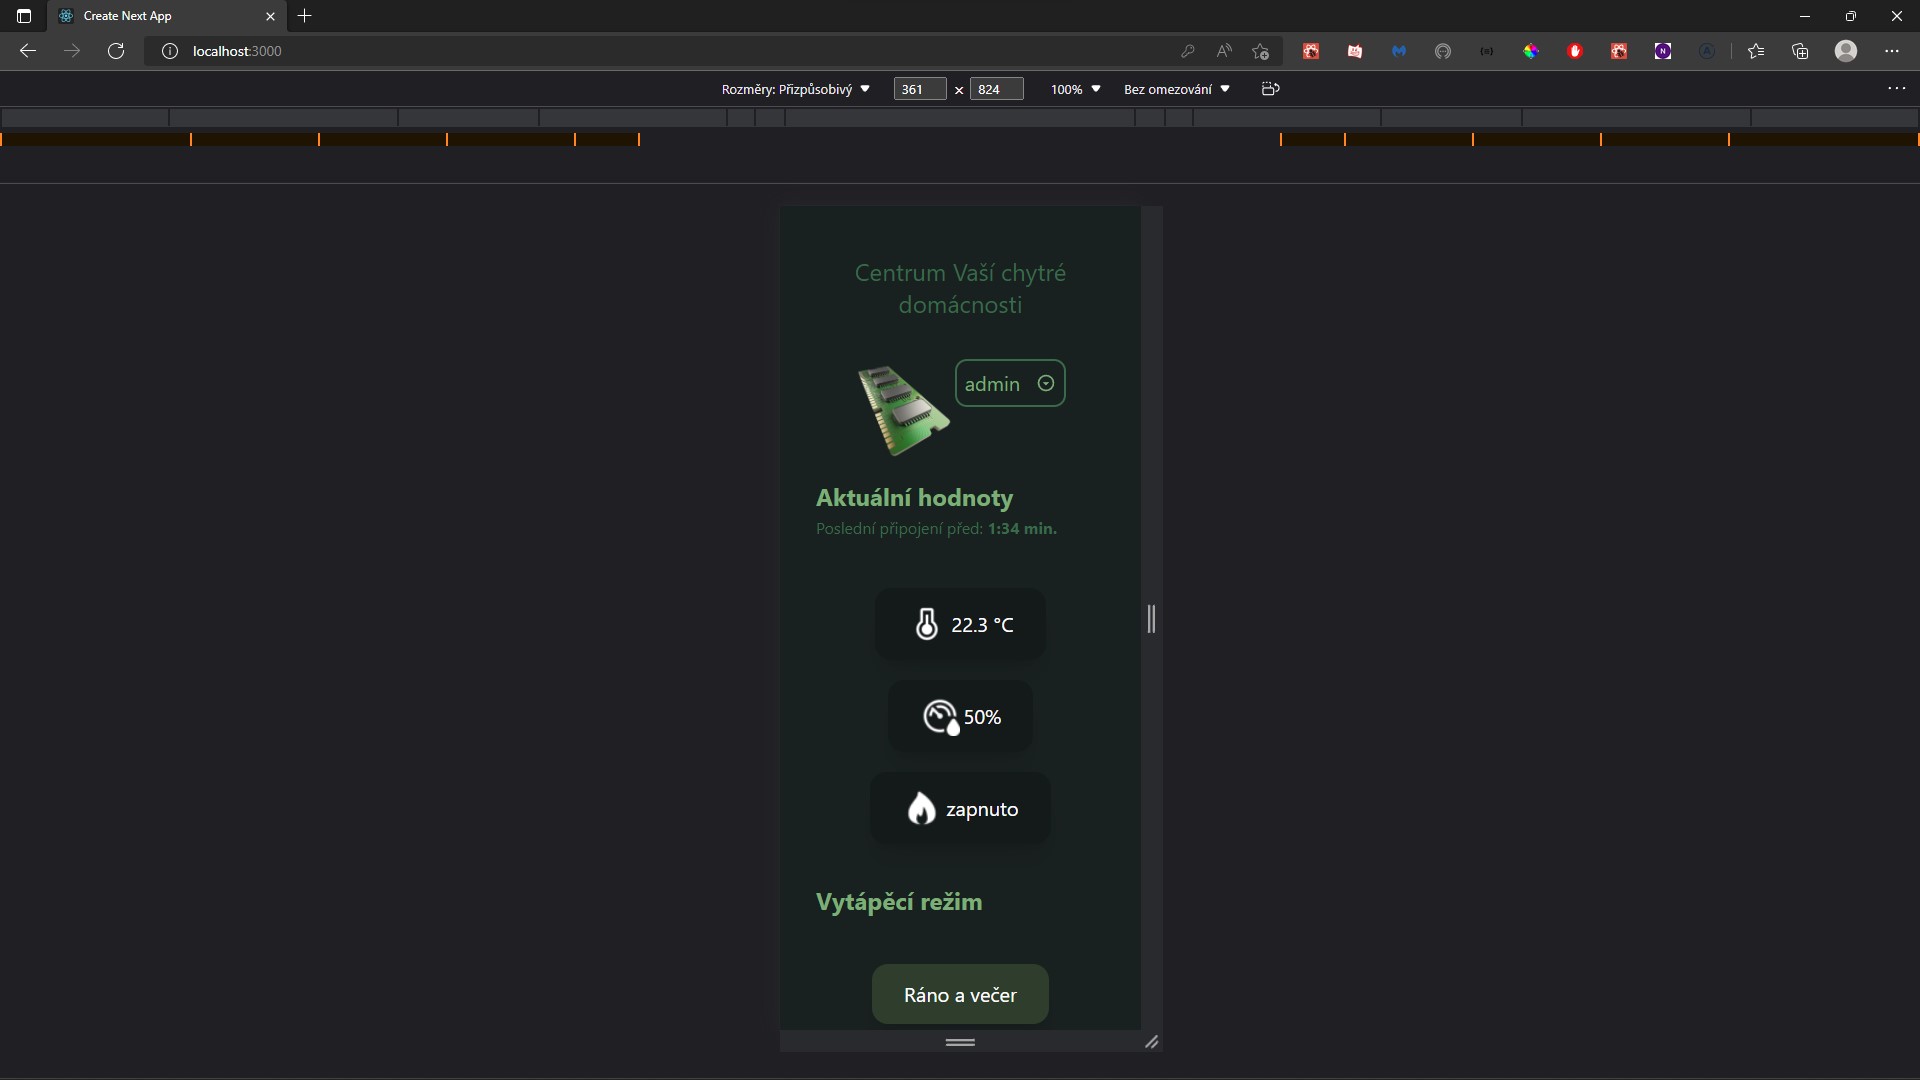 Create Next App
localhost:3000
Rozměry: Přizpůsobivý 361 x 824 100% Bez omezování
Centrum Vaší chytré
domácnosti
admin
Aktuální hodnoty
Poslední připojení před: 1:34 min.
22.3 °C
50%
zapnuto
Vytápěcí režim
Ráno a večer